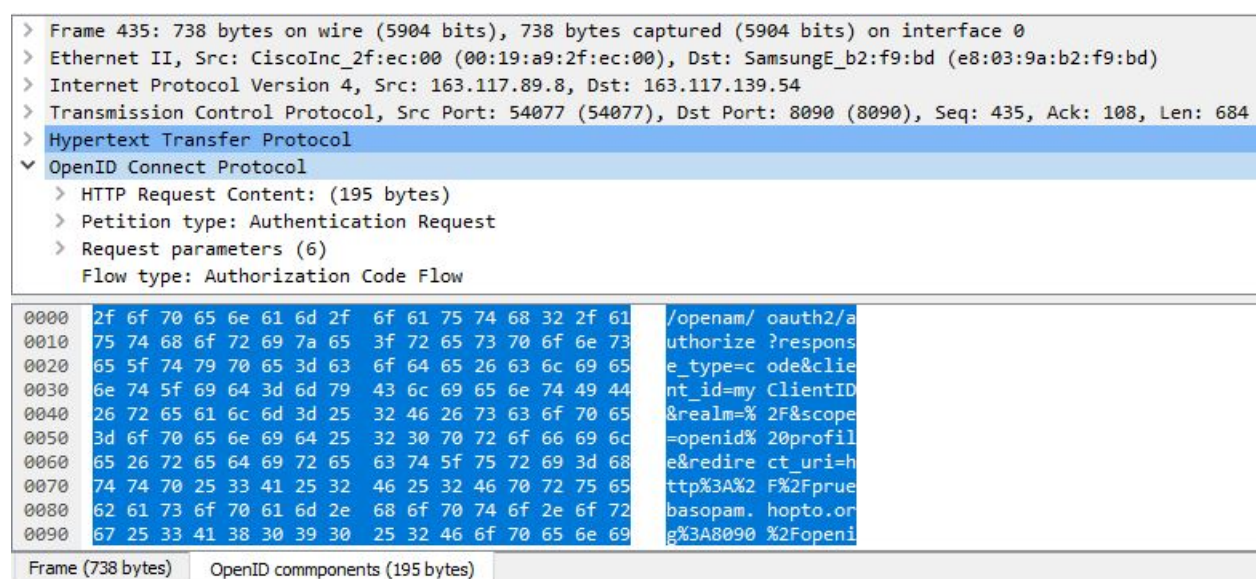 > Frame 435: 738 bytes on wire (5904 bits), 738 bytes captured (5904 bits) on interface 0
> Ethernet II, Src: CiscoInc_2f:ec:00 (00:19:a9:2f:ec:00), Dst: SamsungE_b2:f9:bd (e8:03:9a:b2:f9:bd)
> Internet Protocol Version 4, Src: 163.117.89.8, Dst: 163.117.139.54
> Transmission Control Protocol, Src Port: 54077 (54077), Dst Port: 8090 (8090), Seq: 435, Ack: 108, Len: 684
> Hypertext Transfer Protocol
OpenID Connect Protocol
> HTTP Request Content: (195 bytes)
> Petition type: Authentication Request
> Request parameters (6)
Flow type: Authorization Code Flow
0000 2f 6f 70 65 6e 61 6d 2f 6f 61 75 74 68 32 2f 61 /openam/ oauth2/a
0010 75 74 68 6f 72 69 7a 65 3f 72 65 73 70 6f 6e 73 uthorize ?respons
0020 65 5f 74 79 70 65 3d 63 6f 64 65 26 63 6c 69 65 e_type=c ode&clie
0030 6e 74 5f 69 64 3d 6d 79 43 6c 69 65 6e 74 49 44 nt_id=my ClientID
0040 26 72 65 61 6c 6d 3d 25 32 46 26 73 63 6f 70 65 &realm=% 2F&scope
0050 3d 6f 70 65 6e 69 64 25 32 30 70 72 6f 66 69 6c =openid% 20profil
0060 65 26 72 65 64 69 72 65 63 74 5f 75 72 69 3d 68 e&redire ct_uri=h
0070 74 74 70 25 33 41 25 32 46 25 32 46 70 72 75 65 ttp%3A%2 F%2Fprue
0080 62 61 73 6f 70 61 6d 2e 68 6f 70 74 6f 2e 6f 72 basopam. hopto.or
0090 67 25 33 41 38 30 39 30 25 32 46 6f 70 65 6e 69 g%3A8090 %2Fopeni
Frame (738 bytes) OpenID commponents (195 bytes)